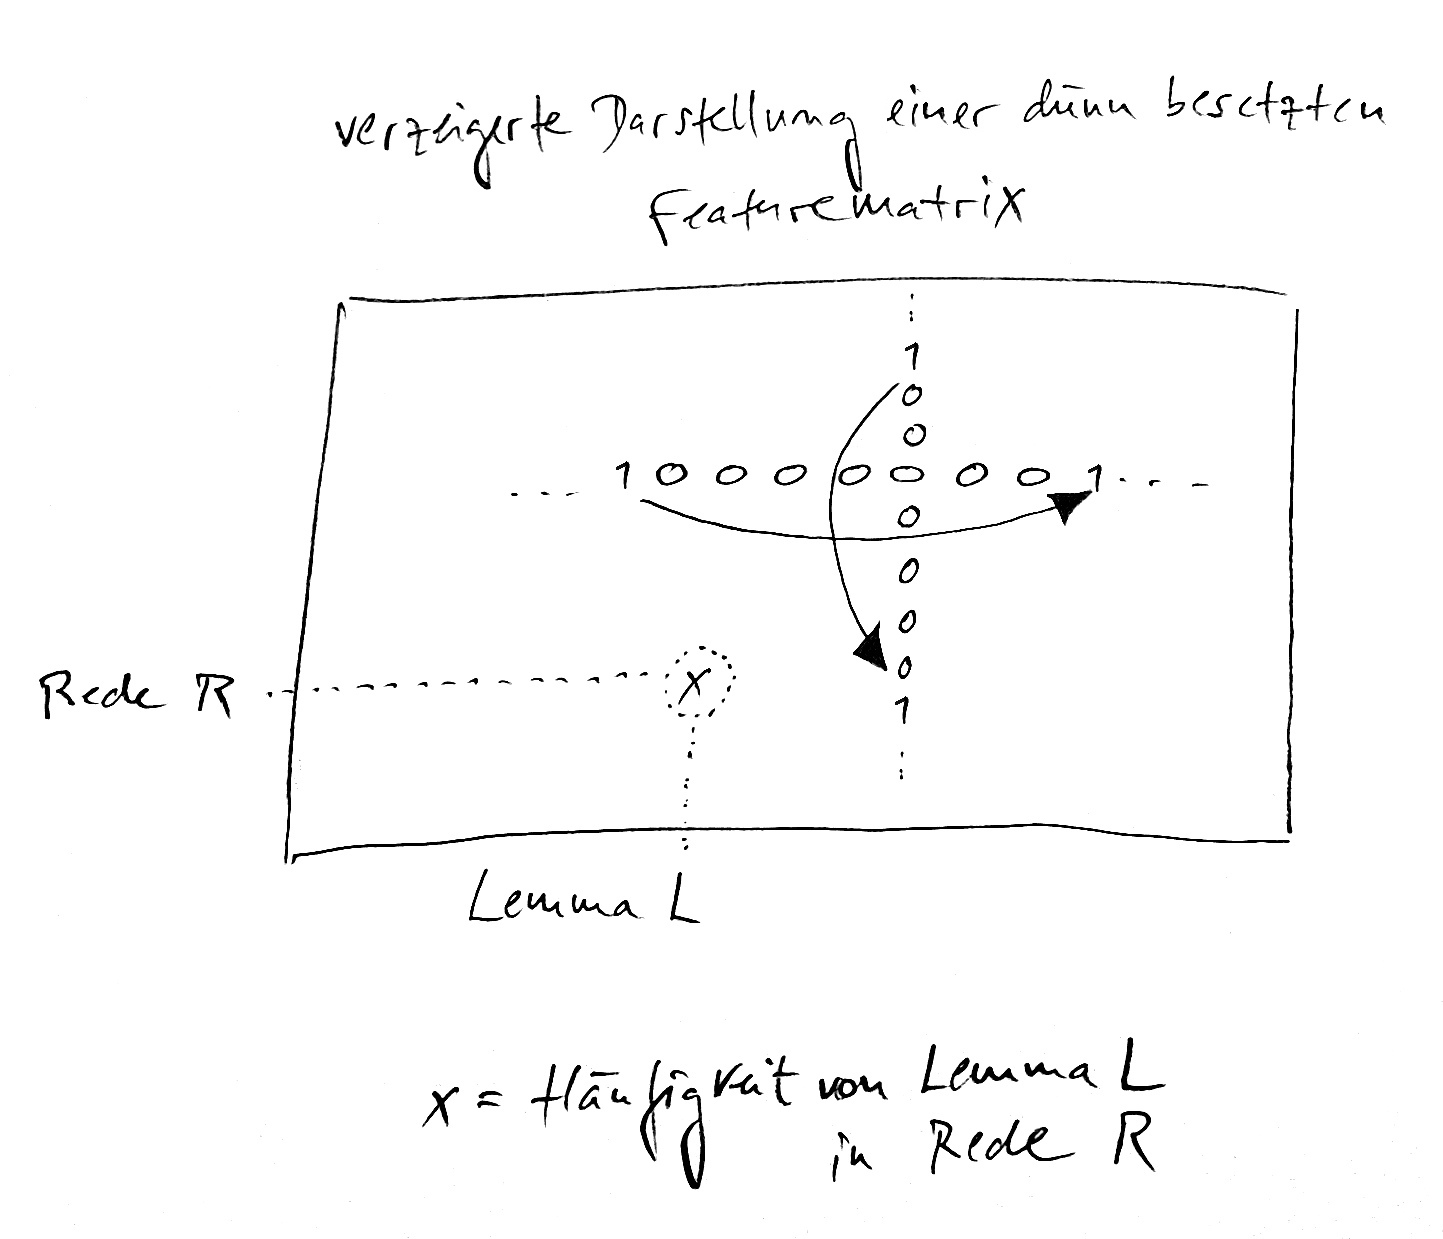 verzeigerte Darstellung einer dünn besetzten
Featurematrix
⋮
1
0
0
... 1 0 0 0 0 0 0 0 1 ...
0
0
0
0
1
⋮
Rede R
x
Lemma L
x = Häufigkeit von Lemma L
in Rede R